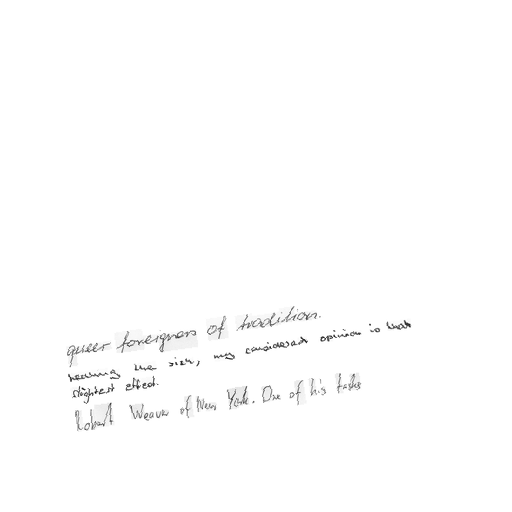 queer foreigners of tradition.
healing the sick, my considered opinion is that
slightest effect.
Robert Weaver of New York. One of his tasks